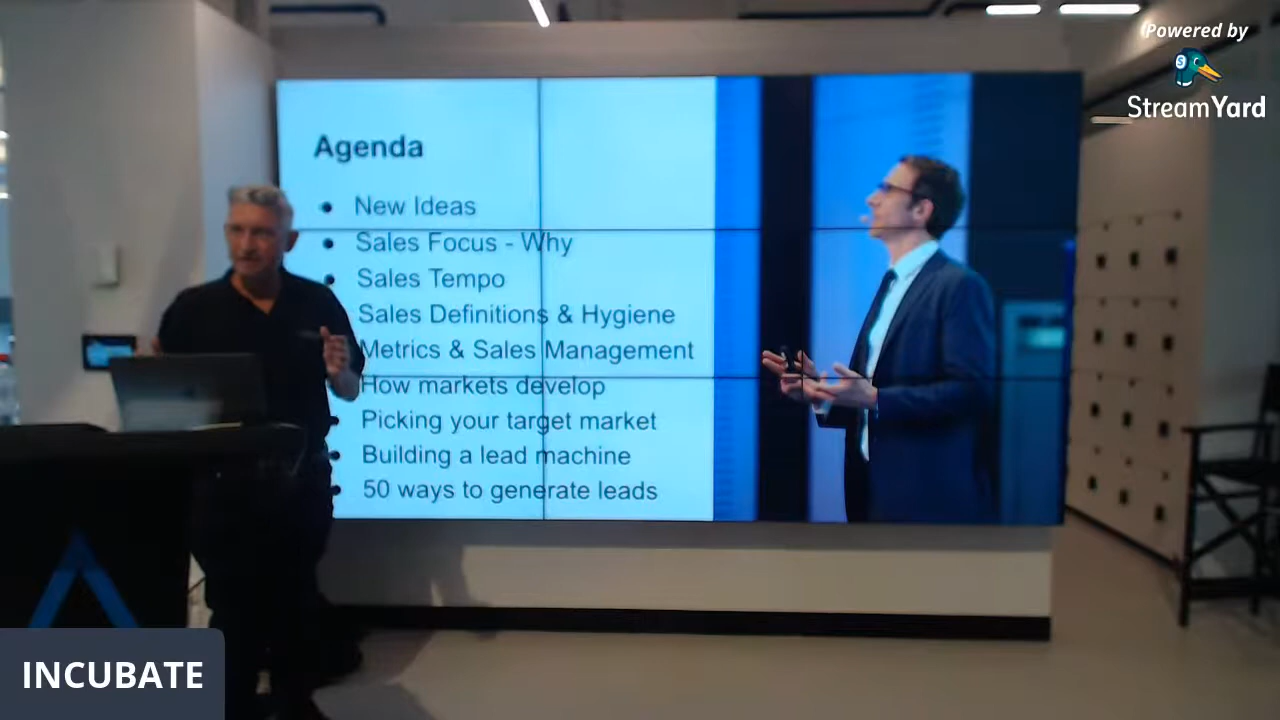 Powered by
StreamYard
Agenda
• New Ideas
• Sales Focus - Why
• Sales Tempo
Sales Definitions & Hygiene
Metrics & Sales Management
How markets develop
• Picking your target market
• Building a lead machine
• 50 ways to generate leads
INCUBATE